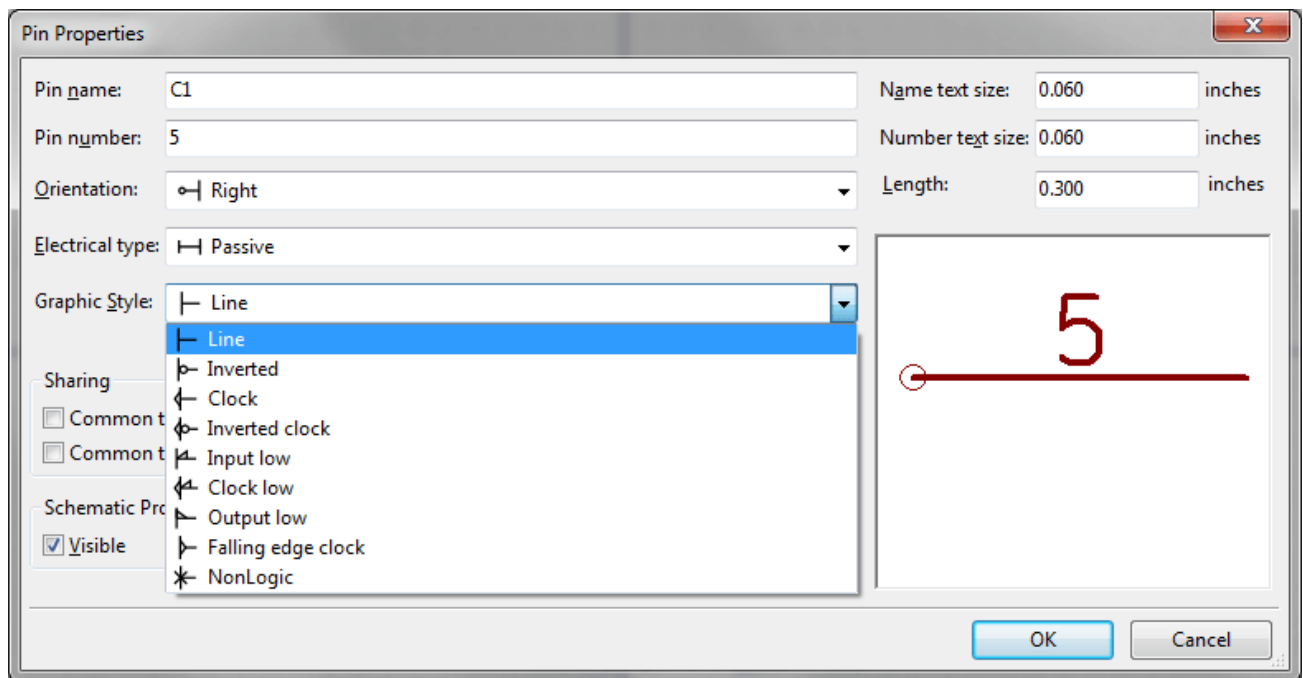 Pin Properties
Pin name: C1
Name text size: 0.060 inches
Pin number: 5
Number text size: 0.060 inches
Orientation: Right
Length: 0.300 inches
Electrical type: Passive
Graphic Style: Line
Line
Inverted
Clock
Inverted clock
Input low
Clock low
Output low
Falling edge clock
NonLogic
Sharing
Common t
Common t
Schematic Pro
Visible
5
OK
Cancel